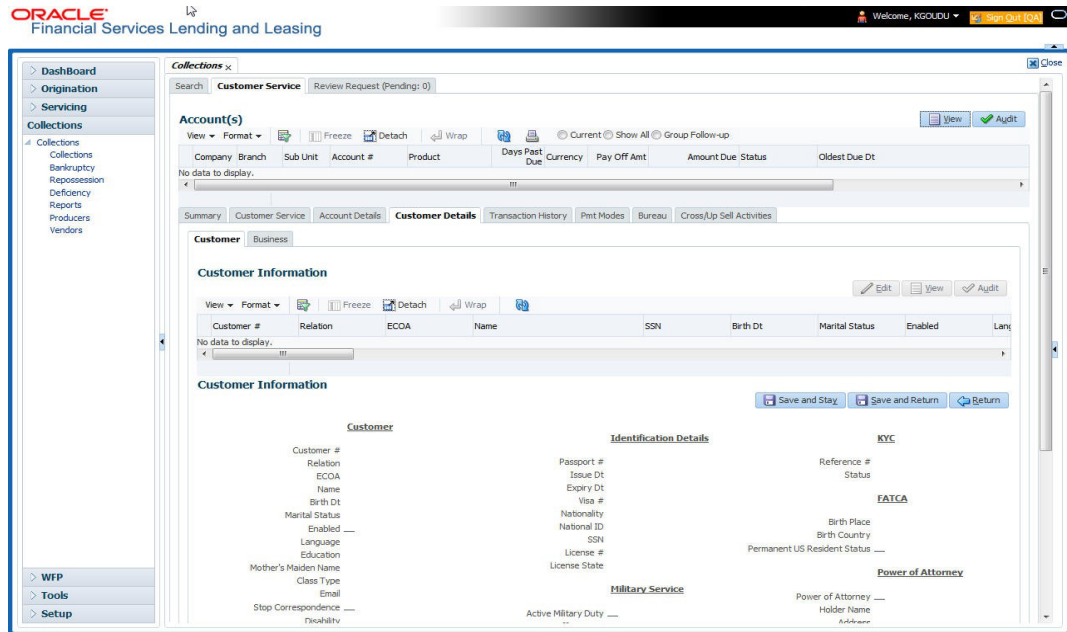 ORACLE
Financial Services Lending and Leasing
Welcome, KGOUDU
Sign Out [QA]
Close
DashBoard
Origination
Servicing
Collections
Collections
Collections
Bankruptcy
Repossession
Deficiency
Reports
Producers
Vendors
WFP
Tools
Setup
Collections x
Search Customer Service Review Request (Pending: 0)
Account(s)
View Audit
View Format Freeze Detach Wrap Current Show All Group Follow-up
Company Branch Sub Unit Account # Product Days Past Due Currency Pay Off Amt Amount Due Status Oldest Due Dt
No data to display.
Summary Customer Service Account Details Customer Details Transaction History Pmt Modes Bureau Cross/Up Sell Activities
Customer Business
Customer Information
Edit View Audit
View Format Freeze Detach Wrap
Customer # Relation ECOA Name SSN Birth Dt Marital Status Enabled Lang
No data to display.
Customer Information
Save and Stay Save and Return Return
Customer
Customer #
Relation
ECOA
Name
Birth Dt
Marital Status
Enabled
Language
Education
Mother's Maiden Name
Class Type
Email
Stop Correspondence
Disability
Identification Details
Passport #
Issue Dt
Expiry Dt
Visa #
Nationality
National ID
SSN
License #
License State
Military Service
Active Military Duty
KYC
Reference #
Status
FATCA
Birth Place
Birth Country
Permanent US Resident Status
Power of Attorney
Power of Attorney
Holder Name
Address